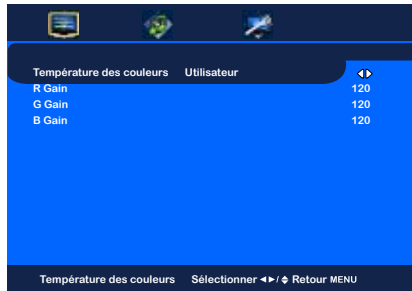 Température des couleurs Utilisateur
R Gain 120
G Gain 120
B Gain 120
Température des couleurs Sélectionner ◄►/◆ Retour MENU